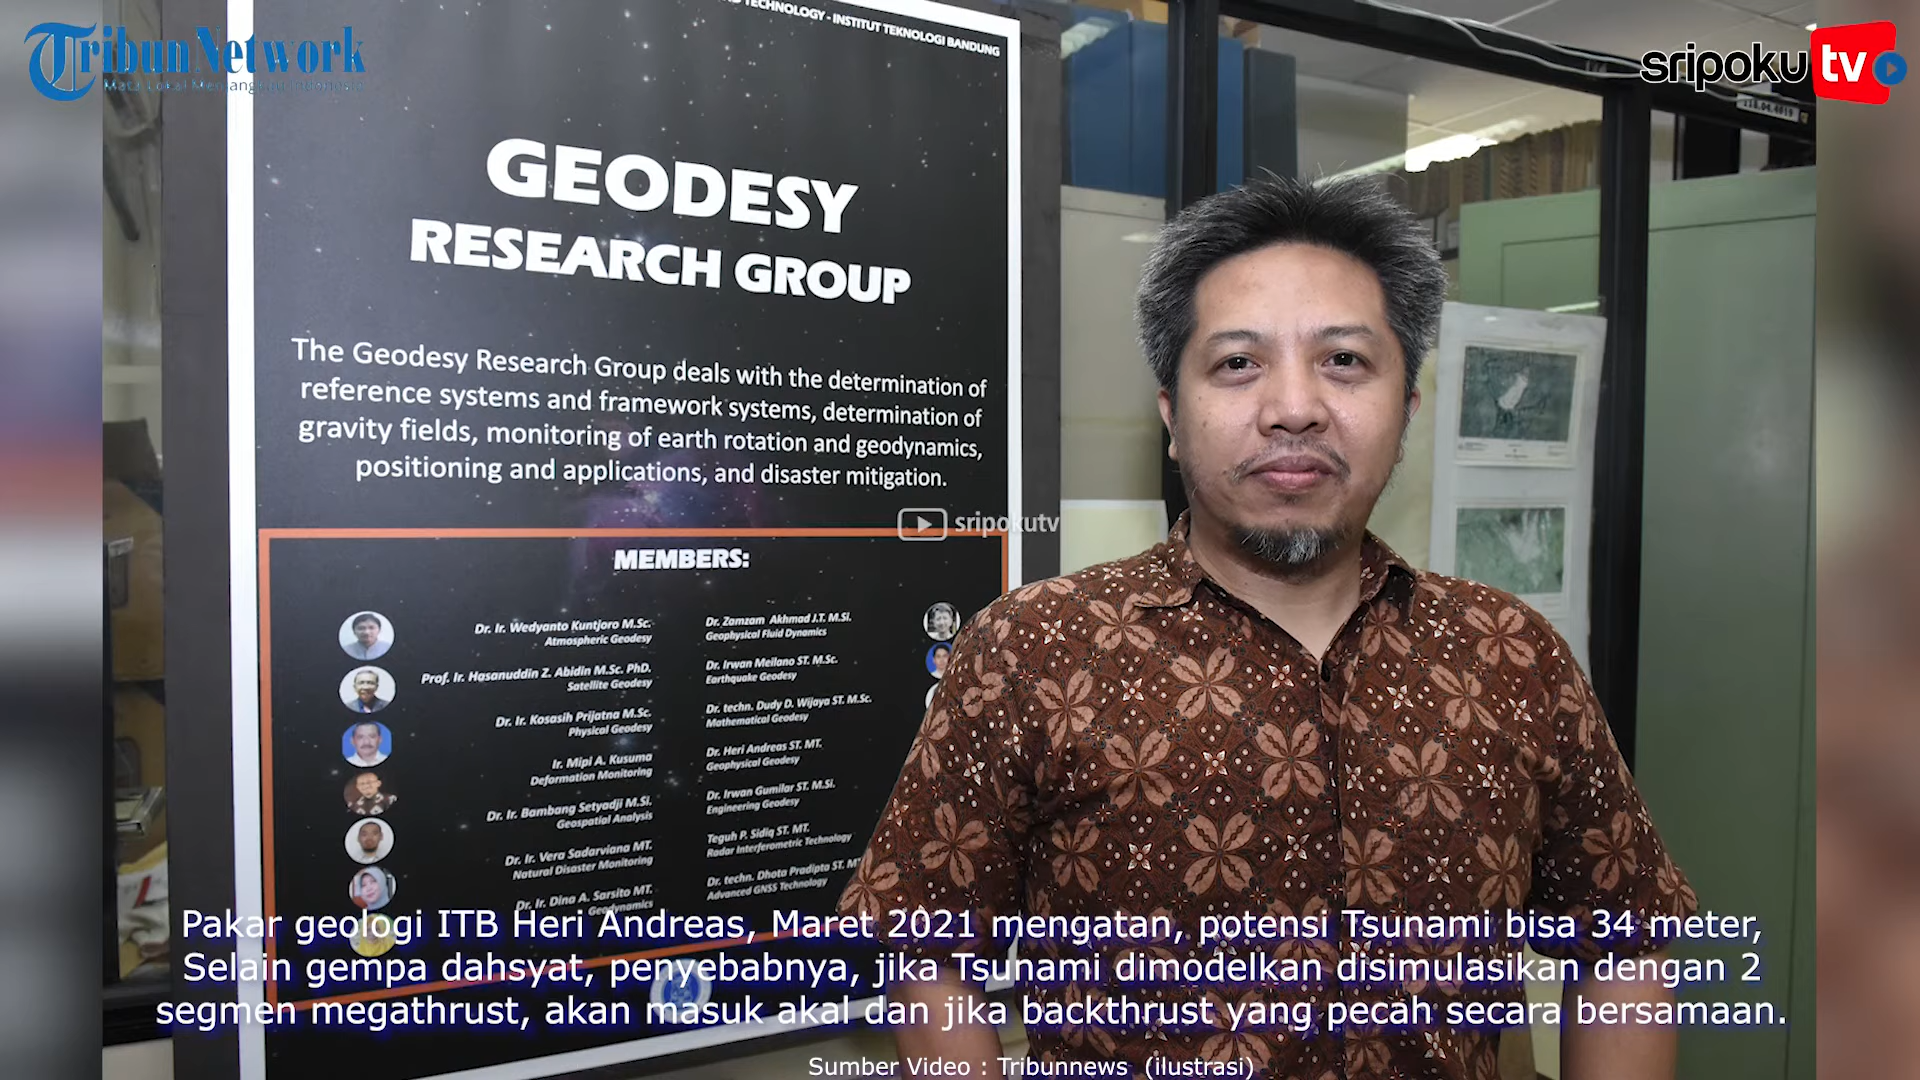 TribunNetwork
Mata Lokal Menjangkau Indonesia
sripoku tv
TECHNOLOGY - INSTITUT TEKNOLOGI BANDUNG
GEODESY
RESEARCH GROUP
The Geodesy Research Group deals with the determination of
reference systems and framework systems, determination of
gravity fields, monitoring of earth rotation and geodynamics,
positioning and applications, and disaster mitigation.
sripokutv
MEMBERS:
Dr. Ir. Wedyanto Kuntjoro M.Sc.
Atmospheric Geodesy
Prof. Ir. Hasanuddin Z. Abidin M.Sc. PhD.
Satellite Geodesy
Dr. Ir. Kosasih Prijatna M.Sc.
Physical Geodesy
Ir. Mipi A. Kusuma
Deformation Monitoring
Dr. Ir. Bambang Setyadji M.Si.
Geospatial Analysis
Dr. Ir. Vera Sadarviana MT.
Natural Disaster Monitoring
Dr. Ir. Dina A. Sarsito MT.
Geodynamics
Dr. Zamzam Akhmad J.T. M.Si.
Geophysical Fluid Dynamics
Dr. Irwan Meilano ST. M.Sc.
Earthquake Geodesy
Dr. techn. Dudy D. Wijaya ST. M.Sc.
Mathematical Geodesy
Dr. Heri Andreas ST. MT.
Geophysical Geodesy
Dr. Irwan Gumilar ST. M.Si.
Engineering Geodesy
Teguh P. Sidiq ST. MT.
Radar Interferometric Technology
Dr. techn. Dhota Pradipta ST. MT
Advanced GNSS Technology
Pakar geologi ITB Heri Andreas, Maret 2021 mengatan, potensi Tsunami bisa 34 meter,
Selain gempa dahsyat, penyebabnya, jika Tsunami dimodelkan disimulasikan dengan 2
segmen megathrust, akan masuk akal dan jika backthrust yang pecah secara bersamaan.
Sumber Video : Tribunnews (ilustrasi)